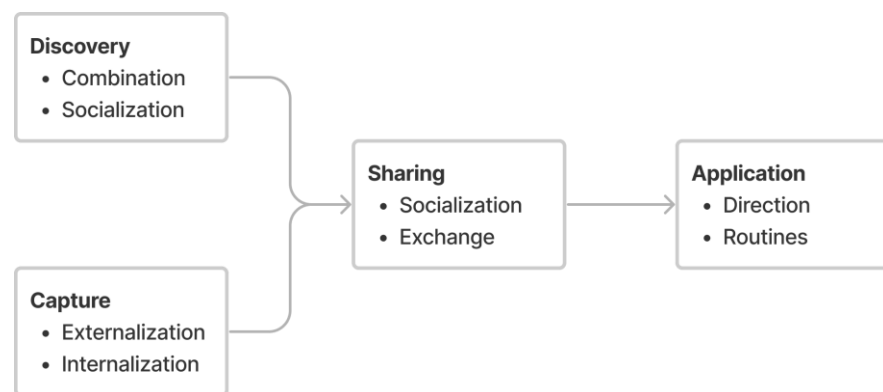 Discovery
• Combination
• Socialization
Sharing
• Socialization
• Exchange
Application
• Direction
• Routines
Capture
• Externalization
• Internalization